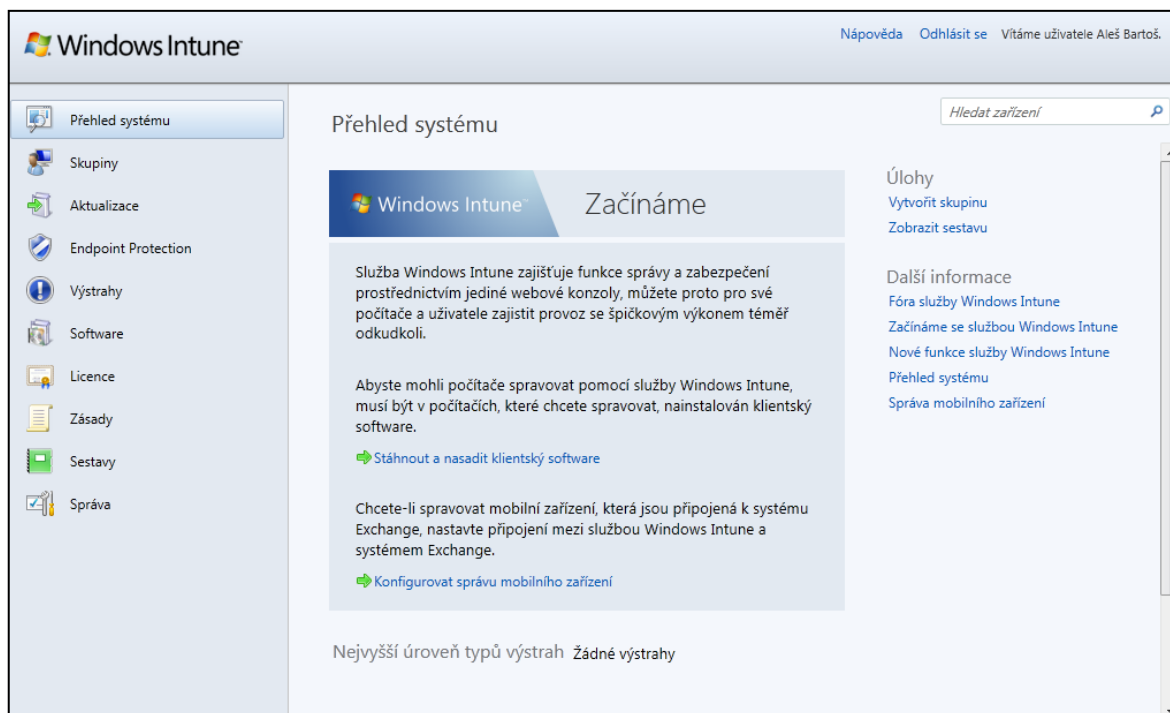 Windows Intune™
Nápověda Odhlásit se Vítáme uživatele Aleš Bartoš.
Přehled systému
Skupiny
Aktualizace
Endpoint Protection
Výstrahy
Software
Licence
Zásady
Sestavy
Správa
Přehled systému
Hledat zařízení
Windows Intune™
Začínáme
Služba Windows Intune zajišťuje funkce správy a zabezpečení
prostřednictvím jediné webové konzoly, můžete proto pro své
počítače a uživatele zajistit provoz se špičkovým výkonem téměř
odkudkoli.
Abyste mohli počítače spravovat pomocí služby Windows Intune,
musí být v počítačích, které chcete spravovat, nainstalován klientský
software.
Stáhnout a nasadit klientský software
Chcete-li spravovat mobilní zařízení, která jsou připojená k systému
Exchange, nastavte připojení mezi službou Windows Intune a
systémem Exchange.
Konfigurovat správu mobilního zařízení
Nejvyšší úroveň typů výstrah Žádné výstrahy
Úlohy
Vytvořit skupinu
Zobrazit sestavu
Další informace
Fóra služby Windows Intune
Začínáme se službou Windows Intune
Nové funkce služby Windows Intune
Přehled systému
Správa mobilního zařízení